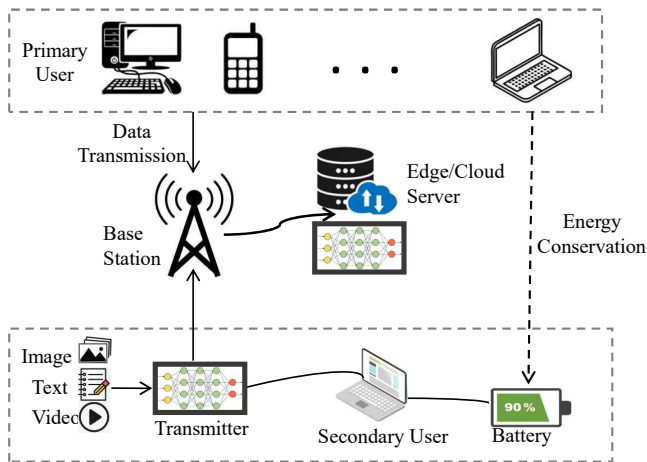 Primary
User
. . .
Data
Transmission
Edge/Cloud
Server
Base
Station
Energy
Conservation
Image
Text
Video
90%
Transmitter
Secondary User
Battery